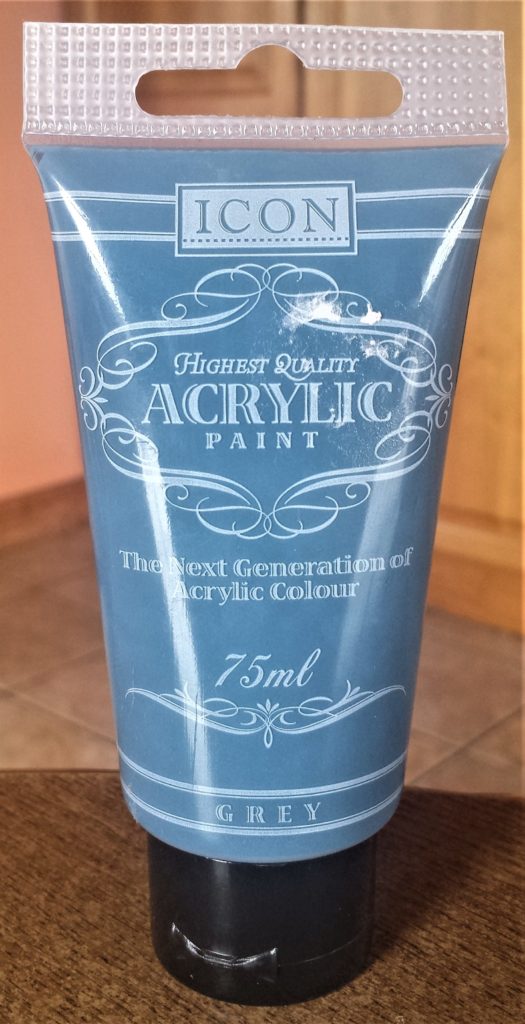 ICON
HIGHEST QUALITY
ACRYLIC
PAINT
The Next Generation of
Acrylic Colour
75ml
GREY